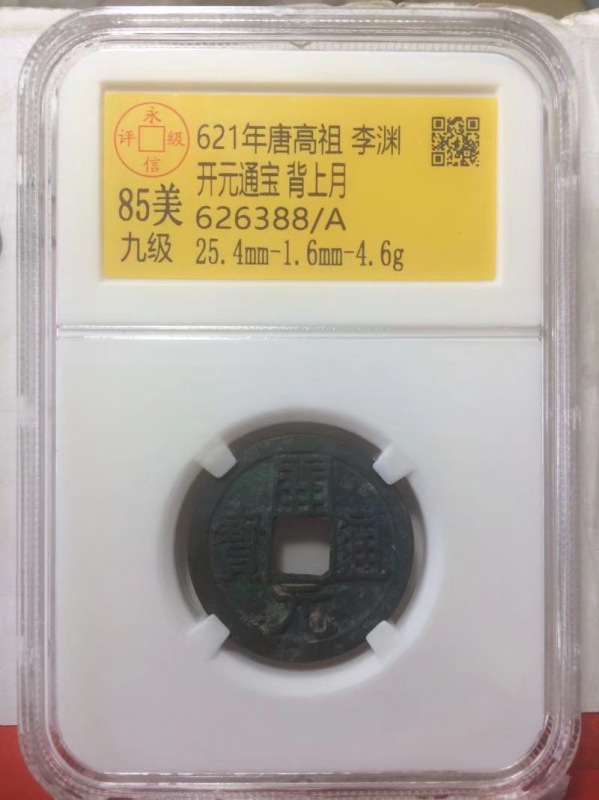 永信评级
621年唐高祖 李渊
开元通宝 背上月
85美 626388/A
九级 25.4mm-1.6mm-4.6g
開元通寳